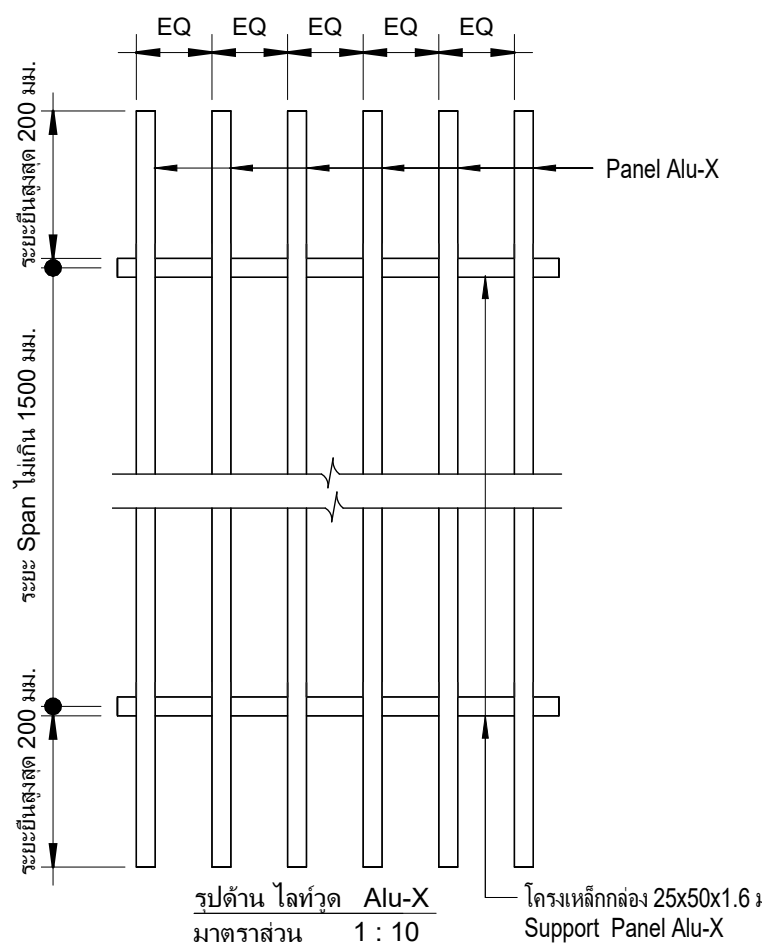 EQ EQ EQ EQ EQ
ระยะยืนสูงสุด 200 มม.
Panel Alu-X
ระยะ Span ไม่เกิน 1500 มม.
ระยะยืนสูงสุด 200 มม.
รูปด้าน ไลท์วูด Alu-X
มาตราส่วน 1 : 10
โครงเหล็กกล่อง 25x50x1.6
Support Panel Alu-X